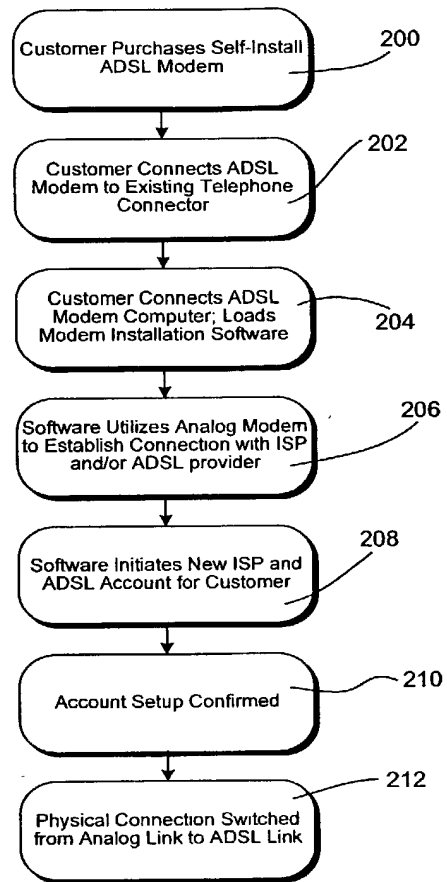 Customer Purchases Self-Install
ADSL Modem
200
Customer Connects ADSL
Modem to Existing Telephone
Connector
202
Customer Connects ADSL
Modem Computer; Loads
Modem Installation Software
204
Software Utilizes Analog Modem
to Establish Connection with ISP
and/or ADSL provider
206
Software Initiates New ISP and
ADSL Account for Customer
208
Account Setup Confirmed
210
Physical Connection Switched
from Analog Link to ADSL Link
212